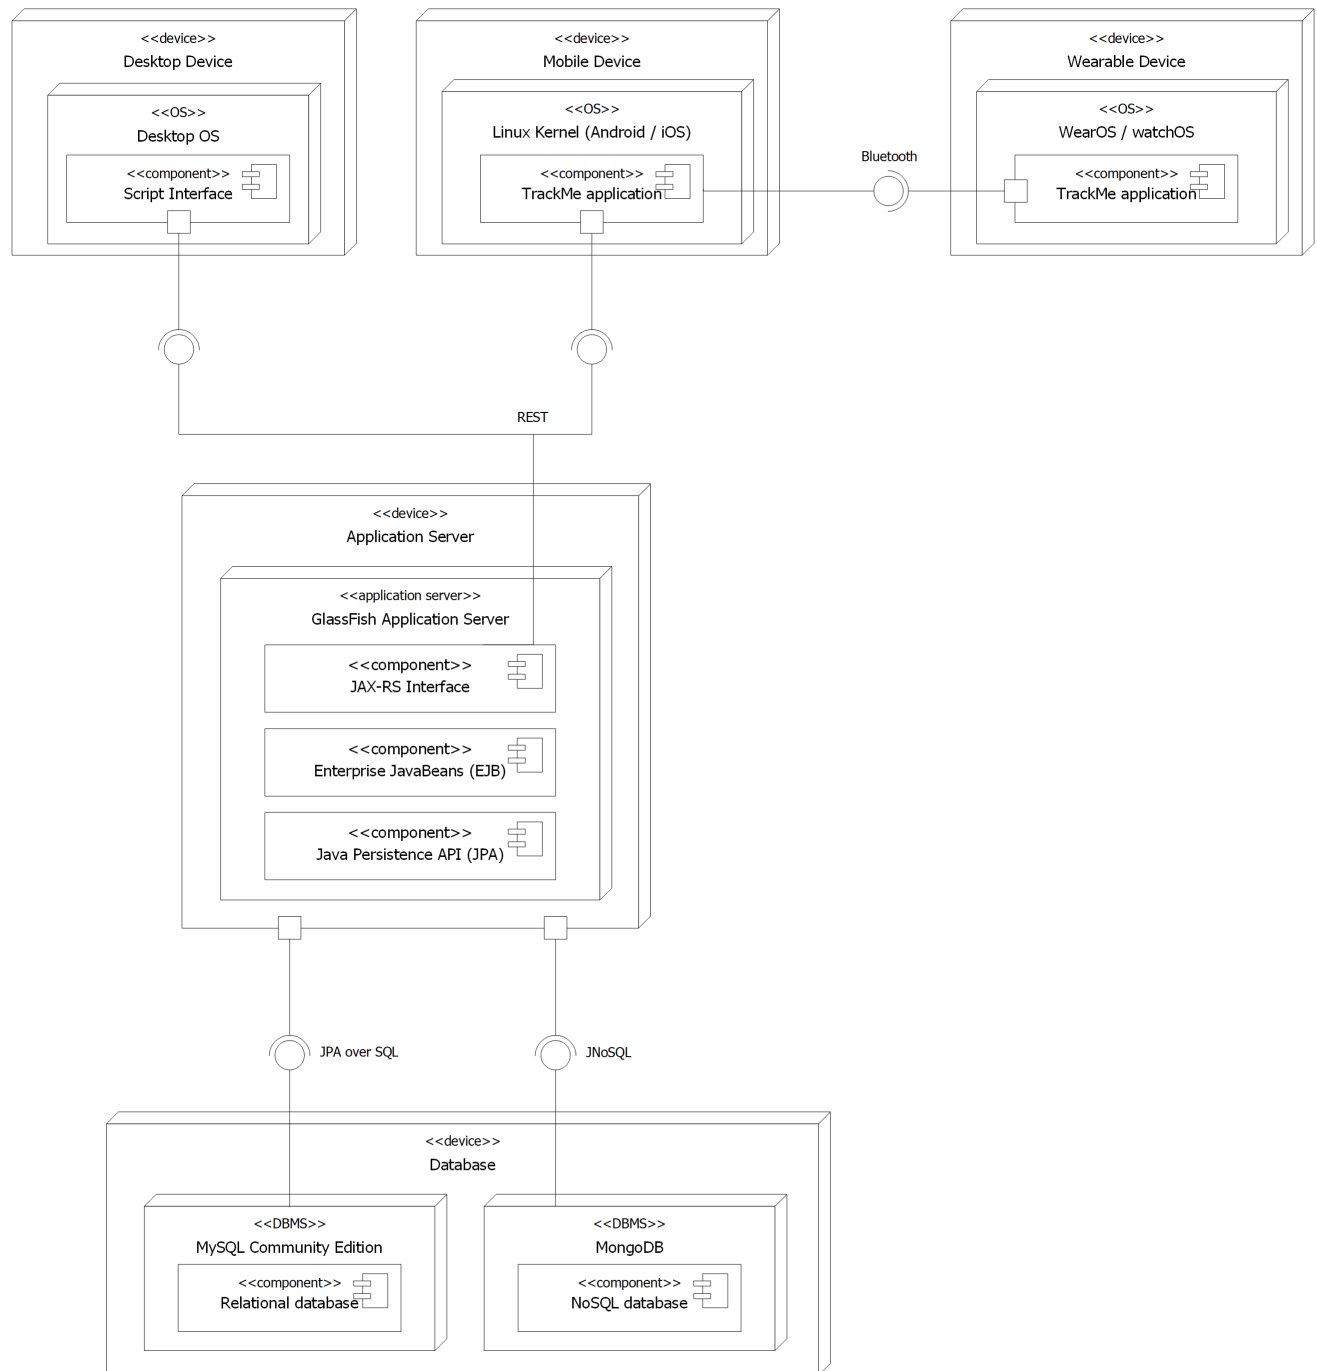 <<device>>
Desktop Device
<<OS>>
Desktop OS
<<component>>
Script Interface
<<device>>
Mobile Device
<<OS>>
Linux Kernel (Android / iOS)
<<component>>
TrackMe application
Bluetooth
<<device>>
Wearable Device
<<OS>>
WearOS / watchOS
<<component>>
TrackMe application
REST
<<device>>
Application Server
<<application server>>
GlassFish Application Server
<<component>>
JAX-RS Interface
<<component>>
Enterprise JavaBeans (EJB)
<<component>>
Java Persistence API (JPA)
JPA over SQL
JNoSQL
<<device>>
Database
<<DBMS>>
MySQL Community Edition
<<component>>
Relational database
<<DBMS>>
MongoDB
<<component>>
NoSQL database